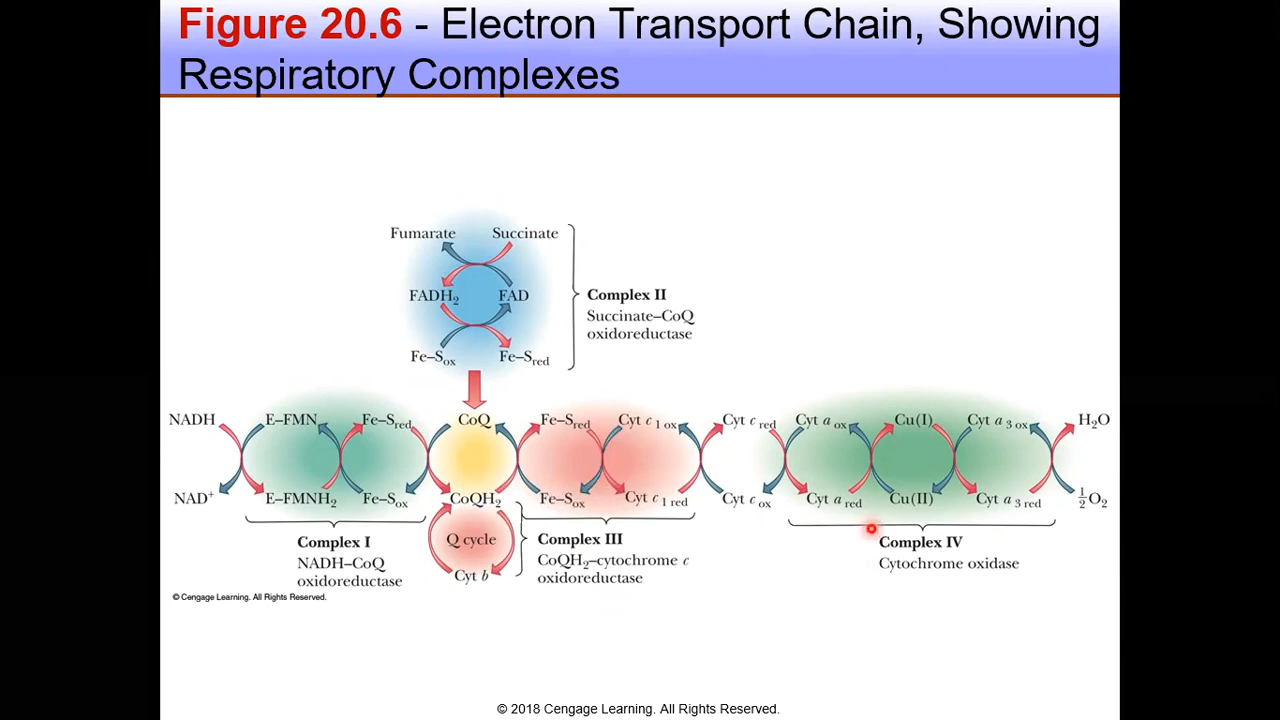 Figure 20.6 - Electron Transport Chain, Showing
Respiratory Complexes
Fumarate Succinate
FADH2 FAD
Fe–Sox Fe–Sred
Complex II
Succinate–CoQ
oxidoreductase
NADH E–FMN Fe–Sred CoQ Fe–Sred Cyt c1 ox Cyt c red Cyt a ox Cu(I) Cyt a3 ox H2O
NAD+ E–FMNH2 Fe–Sox CoQH2 Fe–Sox Cyt c1 red Cyt c ox Cyt a red Cu(II) Cyt a3 red ½O2
Q cycle
Cyt b
Complex I
NADH–CoQ
oxidoreductase
Complex III
CoQH2–cytochrome c
oxidoreductase
Complex IV
Cytochrome oxidase
© Cengage Learning. All Rights Reserved.
© 2018 Cengage Learning. All Rights Reserved.